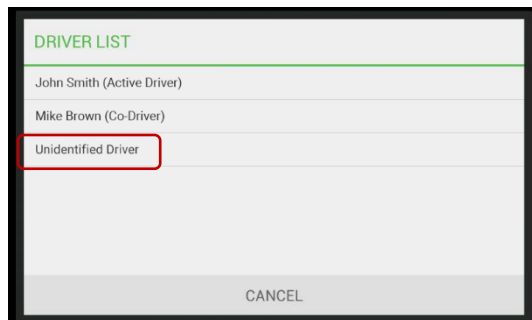 DRIVER LIST
John Smith (Active Driver)
Mike Brown (Co-Driver)
Unidentified Driver
CANCEL